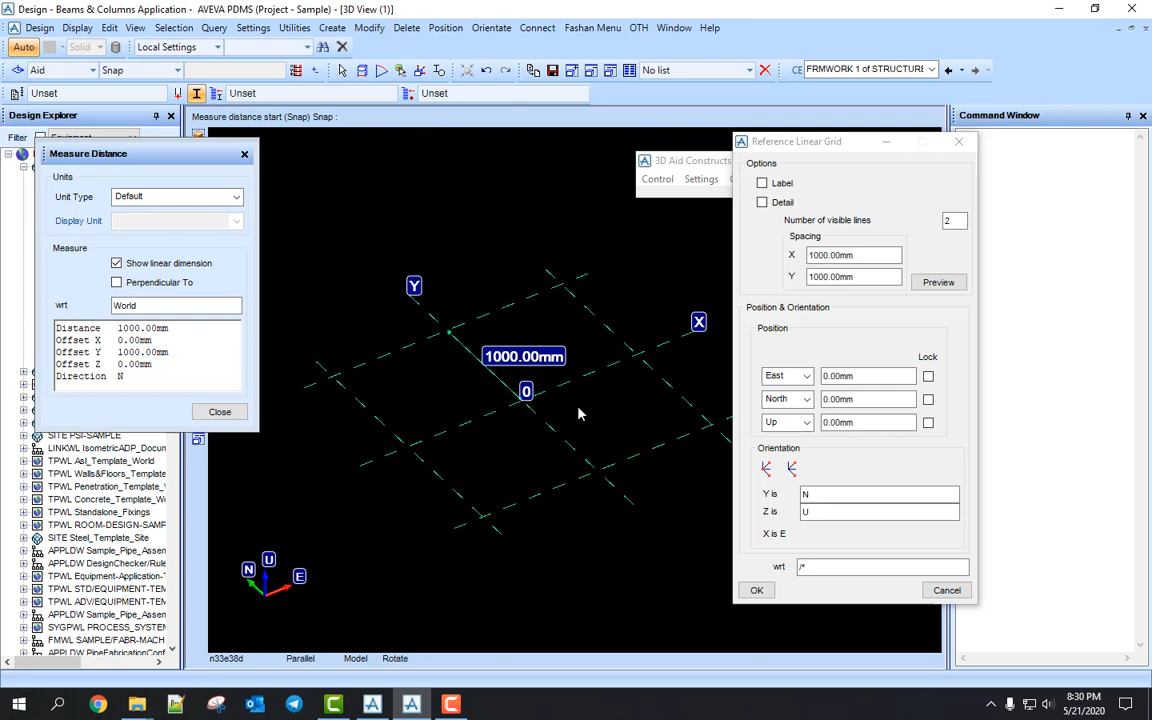 Design - Beams & Columns Application - AVEVA PDMS (Project - Sample) - [3D View (1)]
Design Display Edit View Selection Query Settings Utilities Create Modify Delete Position Orientate Connect Fashan Menu OTH Window Help
Auto Solid Local Settings
Aid Snap No list CE FRMWORK 1 of STRUCTURE
Unset Unset Unset
Design Explorer
Measure distance start (Snap) Snap :
Command Window
Filter
Measure Distance
Units
Unit Type Default
Display Unit
Measure
Show linear dimension
Perpendicular To
wrt World
Distance 1000.00mm
Offset X 0.00mm
Offset Y 1000.00mm
Offset Z 0.00mm
Direction N
Close
SITE PSI-SAMPLE
LINKWL IsometricADP_Docum
TPWL Asl_Template_World
TPWL Walls&Floors_Template_
TPWL Penetration_Template_
TPWL Concrete_Template_Wo
TPWL Standalone_Fixings
TPWL ROOM-DESIGN-SAMP
SITE Steel_Template_Site
APPLDW Sample_Pipe_Assem
APPLDW DesignChecker/Rule
TPWL Equipment-Application-T
TPWL STD/EQUIPMENT-TEM
TPWL ADV/EQUIPMENT-TEM
APPLDW Sample_Pipe_Assem
SYGPWL PROCESS_SYSTEM
FMWL SAMPLE/FABR-MACH
APPLDW PipeFabricationConf
Y
X
1000.00mm
0
N U E
3D Aid Constructs
Control Settings
Reference Linear Grid
Options
Label
Detail
Number of visible lines 2
Spacing
X 1000.00mm
Y 1000.00mm
Preview
Position & Orientation
Position
Lock
East 0.00mm
North 0.00mm
Up 0.00mm
Orientation
Y is N
Z is U
X is E
wrt /*
OK Cancel
n33e38d Parallel Model Rotate
8:30 PM
5/21/2020